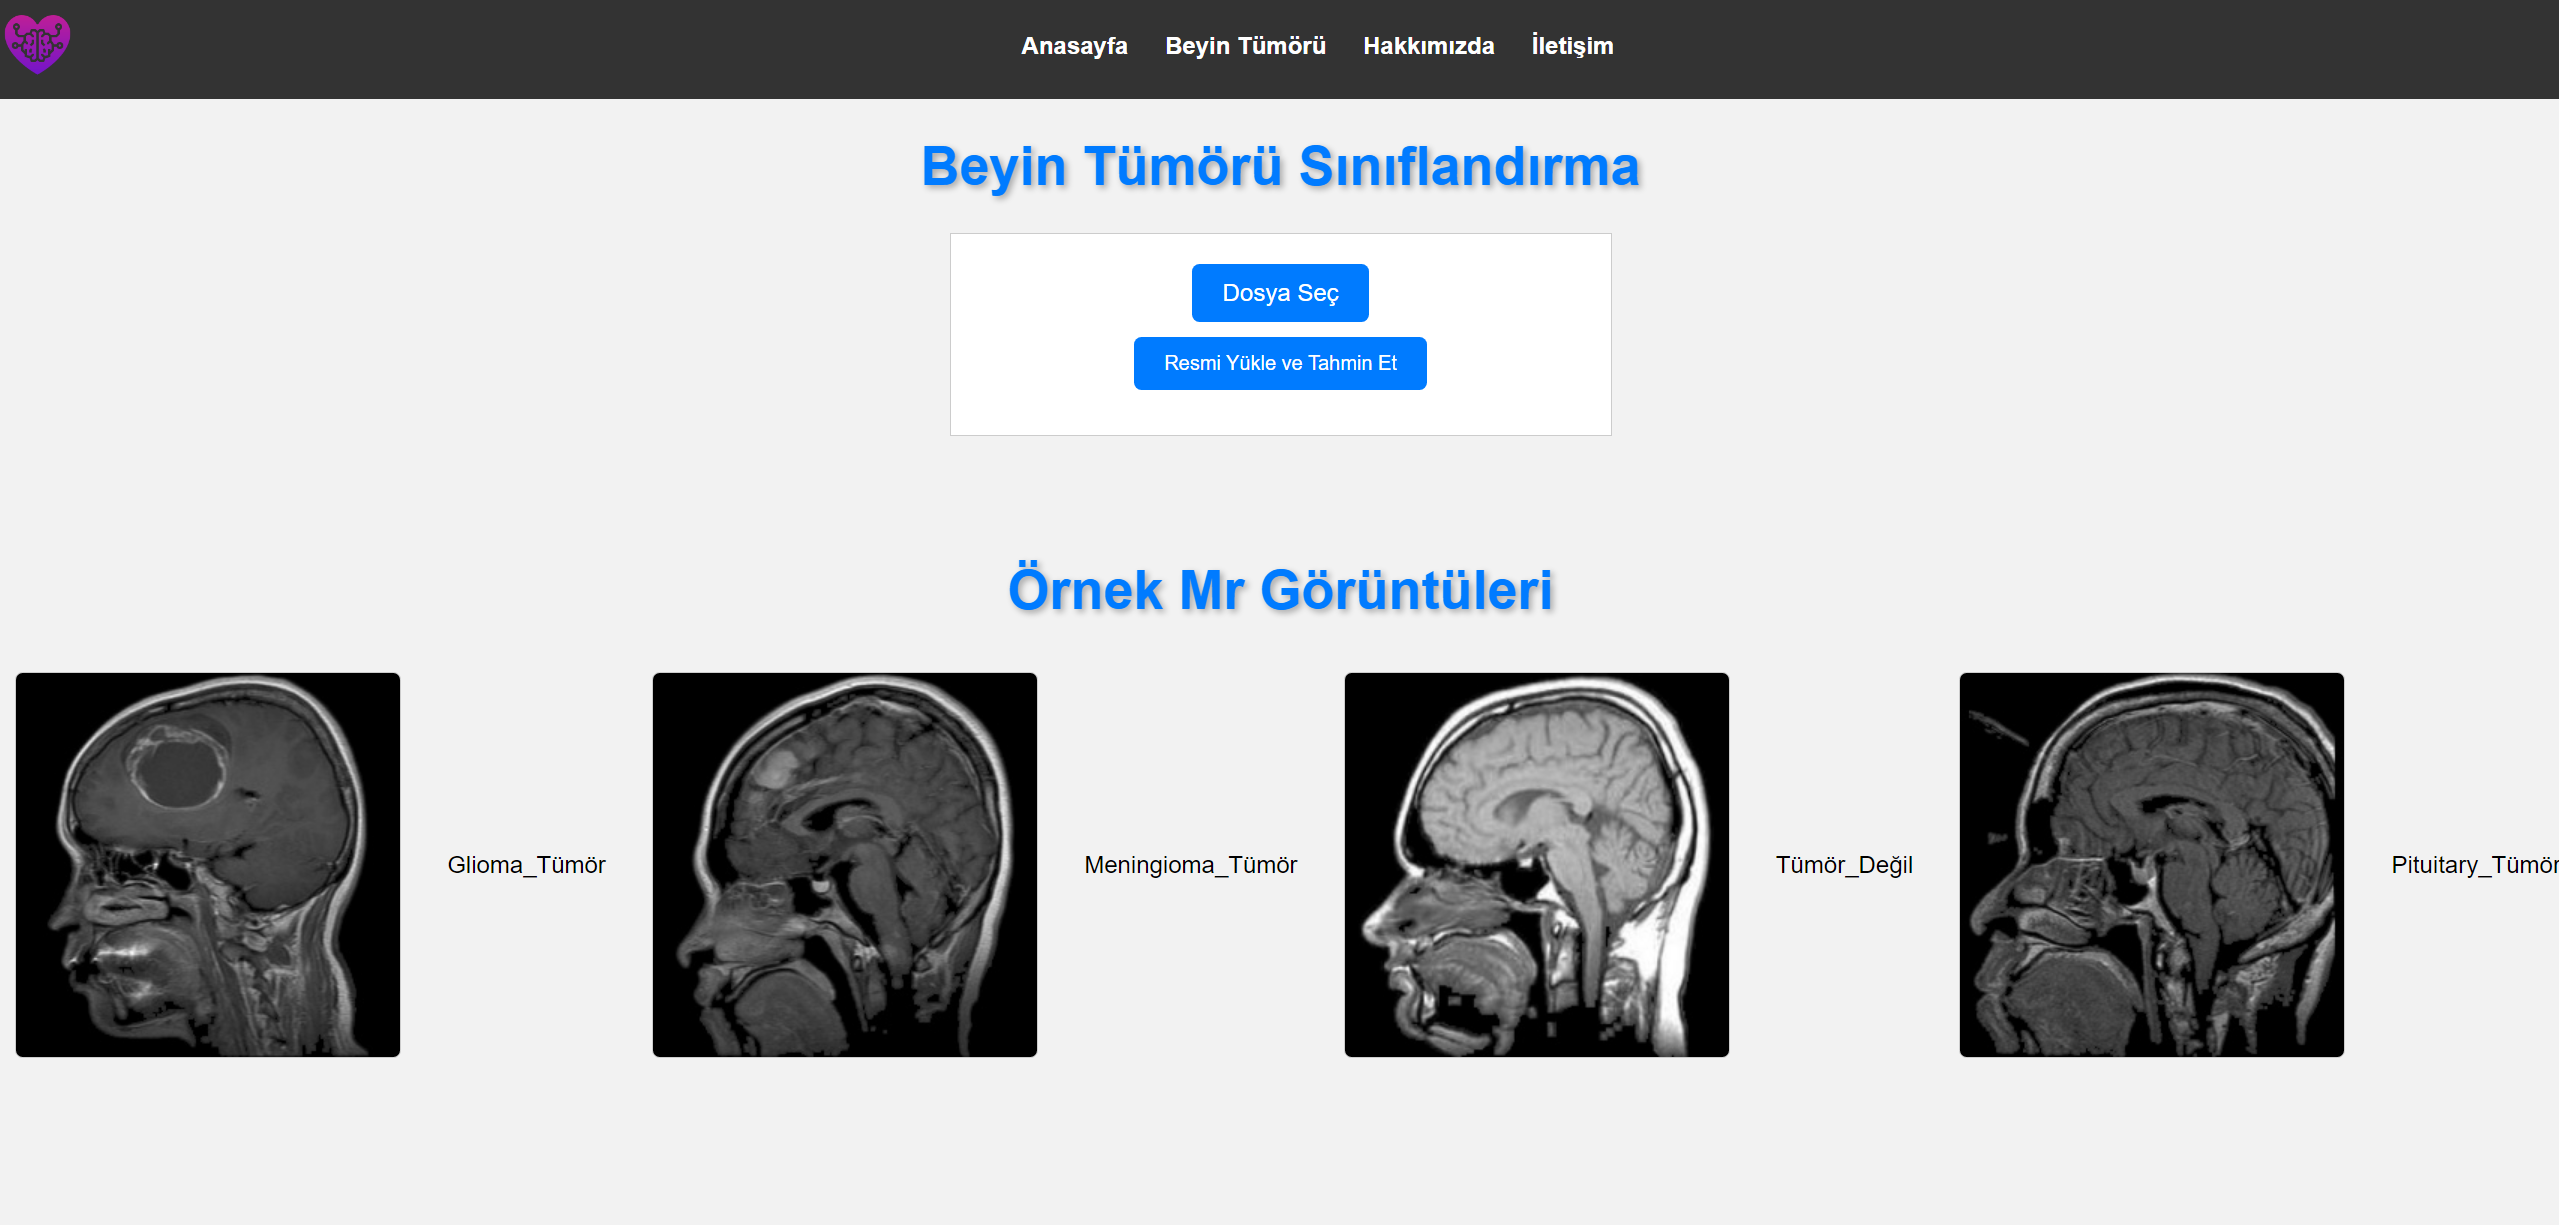 Anasayfa Beyin Tümörü Hakkımızda İletişim
Beyin Tümörü Sınıflandırma
Dosya Seç
Resmi Yükle ve Tahmin Et
Örnek Mr Görüntüleri
Glioma_Tümör Meningioma_Tümör Tümör_Değil Pituitary_Tümör